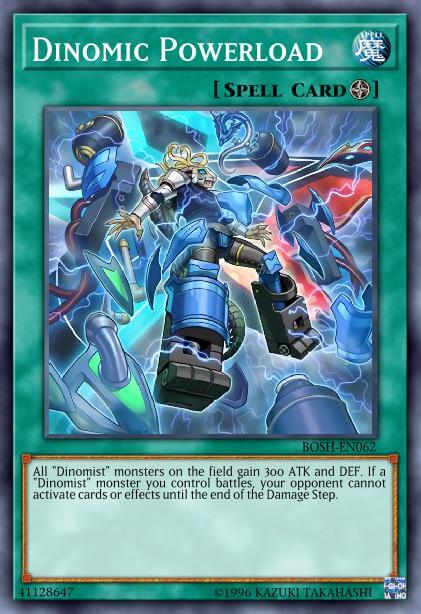 Dinomic Powerload
SPELL
魔
[Spell Card]
BOSH-EN062
All "Dinomist" monsters on the field gain 300 ATK and DEF. If a
"Dinomist" monster you control battles, your opponent cannot
activate cards or effects until the end of the Damage Step.
41128647
©1996 KAZUKI TAKAHASHI